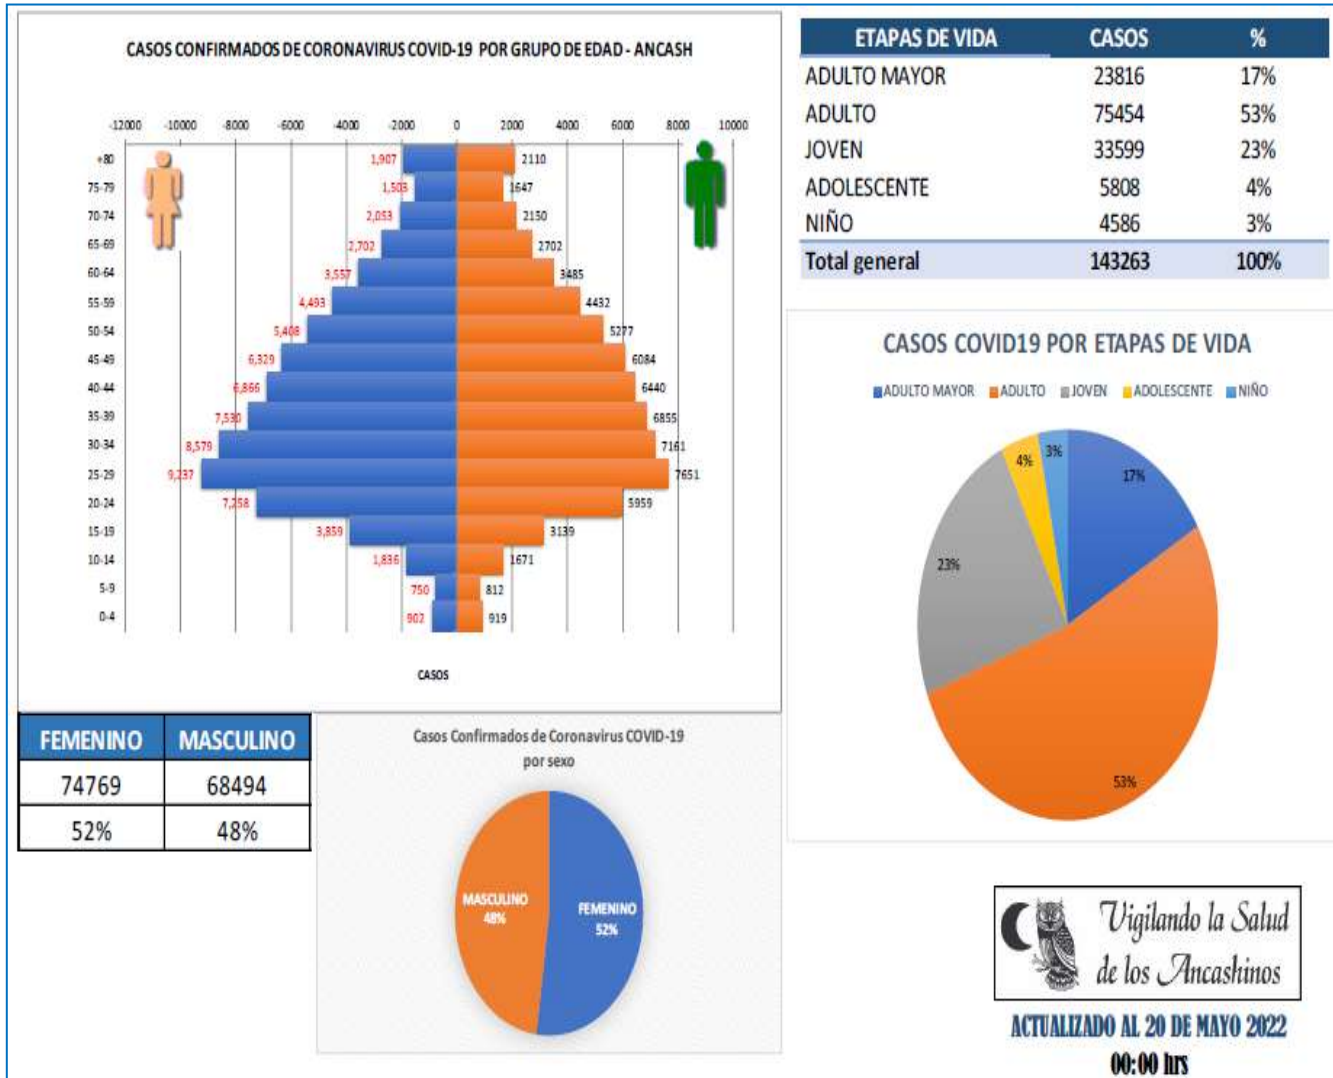 CASOS CONFIRMADOS DE CORONAVIRUS COVID-19 POR GRUPO DE EDAD - ANCASH
-12000 -10000 -8000 -6000 -4000 -2000 0 2000 4000 6000 8000 10000
+80 1,907 2110
75-79 1,503 1647
70-74 2,053 2150
65-69 2,702 2702
60-64 3,557 3485
55-59 4,493 4432
50-54 5,408 5277
45-49 6,329 6084
40-44 6,866 6440
35-39 7,530 6855
30-34 8,579 7161
25-29 9,237 7651
20-24 7,258 5959
15-19 3,859 3139
10-14 1,836 1671
5-9 750 812
0-4 902 919
CASOS
ETAPAS DE VIDA CASOS %
ADULTO MAYOR 23816 17%
ADULTO 75454 53%
JOVEN 33599 23%
ADOLESCENTE 5808 4%
NIÑO 4586 3%
Total general 143263 100%
CASOS COVID19 POR ETAPAS DE VIDA
ADULTO MAYOR ADULTO JOVEN ADOLESCENTE NIÑO
4% 3%
17%
23%
53%
FEMENINO MASCULINO
74769 68494
52% 48%
Casos Confirmados de Coronavirus COVID-19
por sexo
MASCULINO
48%
FEMENINO
52%
Vigilando la Salud
de los Ancashinos
ACTUALIZADO AL 20 DE MAYO 2022
00:00 hrs